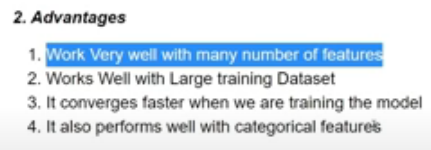 2. Advantages
1. Work Very well with many number of features
2. Works Well with Large training Dataset
3. It converges faster when we are training the model
4. It also performs well with categorical features